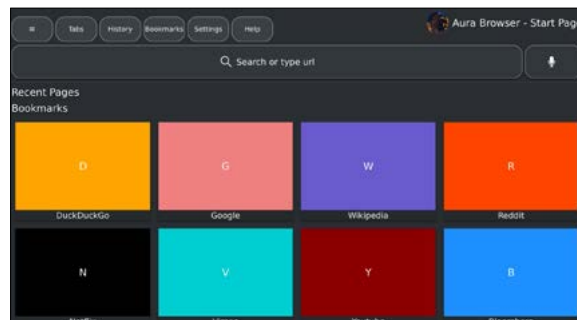 ≡ Tabs History Bookmarks Settings Help
Aura Browser - Start Pag
Search or type url
Recent Pages
Bookmarks
D G W R
DuckDuckGo Google Wikipedia Reddit
N V Y B